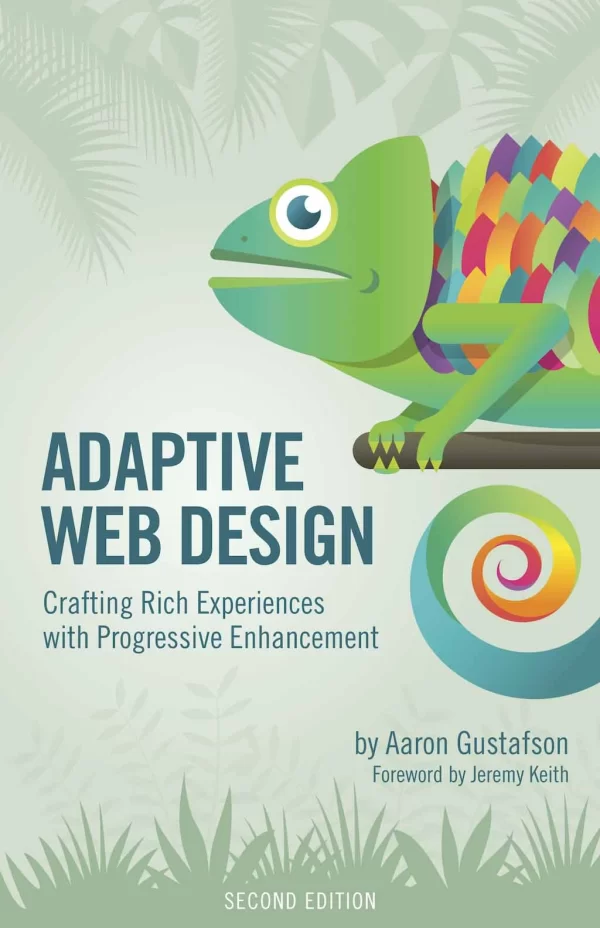 ADAPTIVE
WEB DESIGN
Crafting Rich Experiences
with Progressive Enhancement
by Aaron Gustafson
Foreword by Jeremy Keith
SECOND EDITION